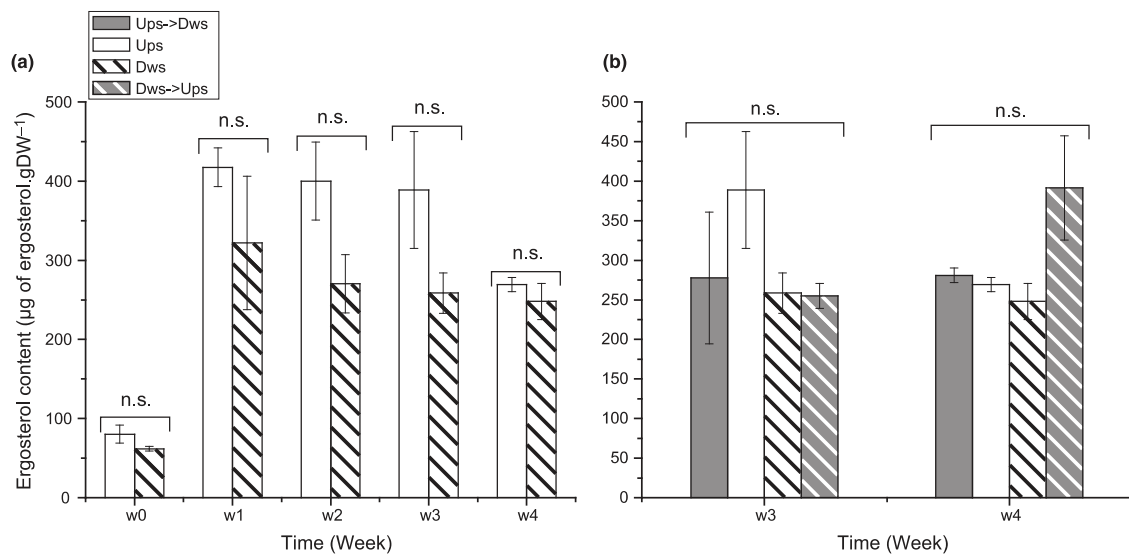 Ups->Dws
Ups
Dws
Dws->Ups
(a)
(b)
Ergosterol content (µg of ergosterol.gDW⁻¹)
500
400
300
200
100
0
n.s.
n.s.
n.s.
n.s.
n.s.
w0
w1
w2
w3
w4
Time (Week)
500
450
400
350
300
250
200
150
100
50
0
n.s.
n.s.
w3
w4
Time (Week)